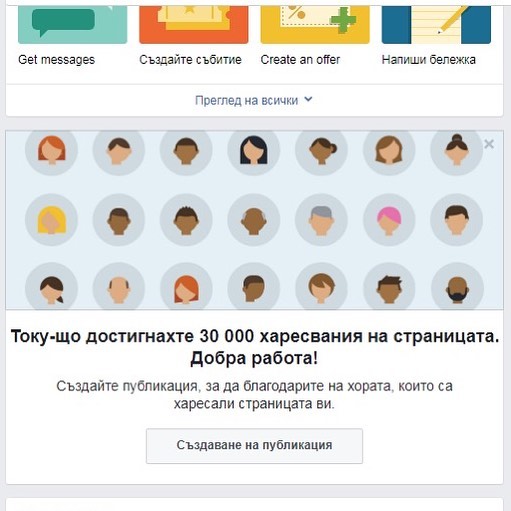 Get messages
Създайте събитие
Create an offer
Напиши бележка
Преглед на всички
Току-що достигнахте 30 000 харесвания на страницата.
Добра работа!
Създайте публикация, за да благодарите на хората, които са
харесали страницата ви.
Създаване на публикация